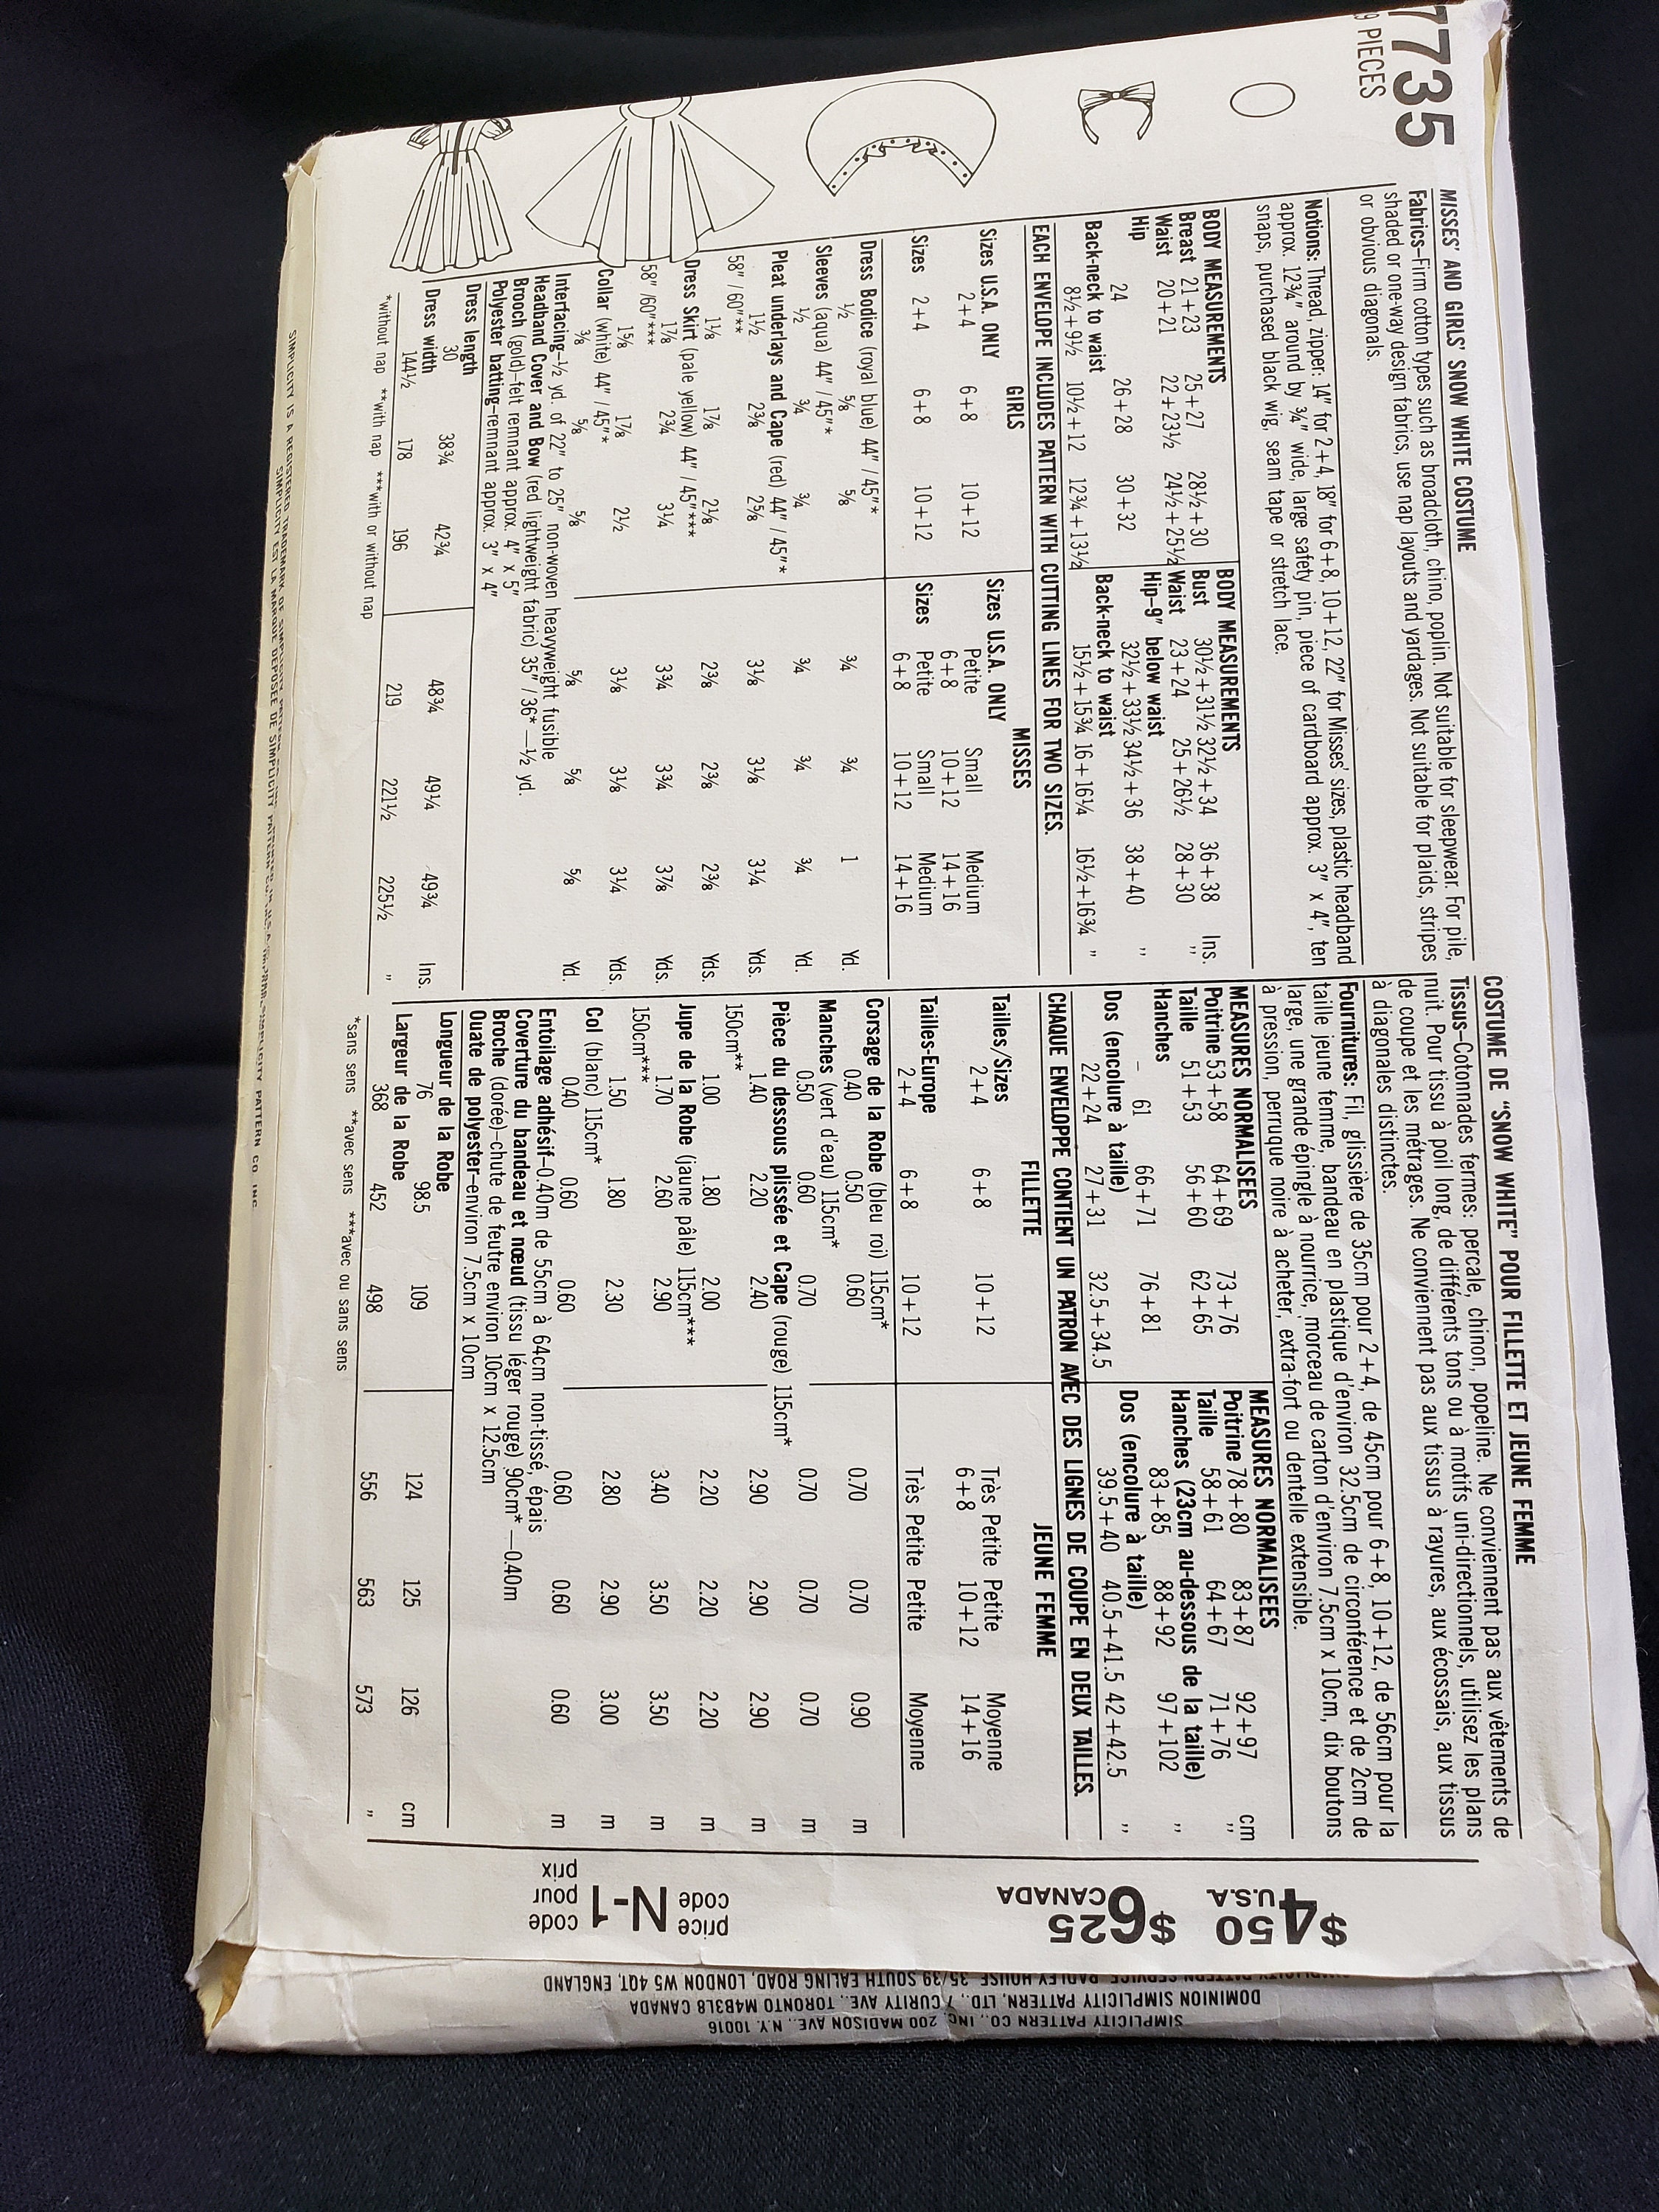 7735
9 PIECES
MISSES' AND GIRLS' SNOW WHITE COSTUME
Fabrics–Firm cotton types such as broadcloth, chino, poplin. Not suitable for sleepwear. For pile,
shaded or one-way design fabrics, use nap layouts and yardages. Not suitable for plaids, stripes
or obvious diagonals.
Notions: Thread, zipper: 14" for 2+4, 18" for 6+8, 10+12, 22" for Misses' sizes, plastic headband
approx. 12¾" around by ¾" wide, large safety pin, piece of cardboard approx. 3" x 4", ten
snaps, purchased black wig, seam tape or stretch lace.
BODY MEASUREMENTS BODY MEASUREMENTS
Breast 21+23 25+27 28½+30 Bust 30½+31½ 32½+34 36+38 Ins.
Waist 20+21 22+23½ 24½+25½ Waist 23+24 25+26½ 28+30 "
Hip Hip–9" below waist
24 26+28 30+32 32½+33½ 34½+36 38+40 "
Back-neck to waist Back-neck to waist
8½+9½ 10½+12 12¾+13½ 15½+15¾ 16+16¼ 16½+16¾ "
EACH ENVELOPE INCLUDES PATTERN WITH CUTTING LINES FOR TWO SIZES.
GIRLS MISSES
Sizes U.S.A. ONLY Sizes U.S.A. ONLY
Petite Small Medium
2+4 6+8 10+12 6+8 10+12 14+16
Sizes Sizes Petite Small Medium
2+4 6+8 10+12 6+8 10+12 14+16
Dress Bodice (royal blue) 44" / 45"*
½ ⅝ ⅝ ¾ ¾ 1 Yd.
Sleeves (aqua) 44" / 45"*
½ ¾ ¾ ¾ ¾ ¾ Yd.
Pleat underlays and Cape (red) 44" / 45"*
1½ 2⅜ 2⅝ 3⅛ 3⅛ 3¼ Yds.
58" / 60"**
1⅛ 1⅞ 2⅛ 2⅜ 2⅜ 2⅜ Yds.
Dress Skirt (pale yellow) 44" / 45"***
1⅞ 2¾ 3¼ 3¾ 3¾ 3⅞ Yds.
58" /60"***
1⅝ 1⅞ 2½ 3⅛ 3⅛ 3¼ Yds.
Collar (white) 44" / 45"*
⅜ ⅝ ⅝ ⅝ ⅝ ⅝ Yd.
Interfacing–½ yd. of 22" to 25" non-woven heavyweight fusible
Headband Cover and Bow (red lightweight fabric) 35" / 36*—½ yd.
Brooch (gold)–felt remnant approx. 4" x 5"
Polyester batting–remnant approx. 3" x 4"
Dress length
30 38¾ 42¾ 48¾ 49¼ 49¾ Ins.
Dress width
144½ 178 196 219 221½ 225½ "
*without nap **with nap ***with or without nap
COSTUME DE "SNOW WHITE" POUR FILLETTE ET JEUNE FEMME
Tissus–Cotonnades fermes: percale, chinon, popeline. Ne conviennent pas aux vêtements de
nuit. Pour tissu à poil long, de différents tons ou à motifs uni-directionnels, utilisez les plans
de coupe et les métrages. Ne conviennent pas aux tissus à rayures, aux écossais, aux tissus
à diagonales distinctes.
Fournitures: Fil, glissière de 35cm pour 2+4, de 45cm pour 6+8, 10+12, de 56cm pour la
taille jeune femme, bandeau en plastique d'environ 32.5cm de circonférence et de 2cm de
large, une grande épingle à nourrice, morceau de carton d'environ 7.5cm x 10cm, dix boutons
à pression, perruque noire à acheter, extra-fort ou dentelle extensible.
MEASURES NORMALISEES MEASURES NORMALISEES
Poitrine 53+58 64+69 73+76 Poitrine 78+80 83+87 92+97 cm
Taille 51+53 56+60 62+65 Taille 58+61 64+67 71+76 "
Hanches Hanches (23cm au-dessous de la taille)
– 61 66+71 76+81 83+85 88+92 97+102 "
Dos (encolure à taille) Dos (encolure à taille)
22+24 27+31 32.5+34.5 39.5+40 40.5+41.5 42+42.5 "
CHAQUE ENVELOPPE CONTIENT UN PATRON AVEC DES LIGNES DE COUPE EN DEUX TAILLES.
FILLETTE JEUNE FEMME
Tailles/Sizes Très Petite Petite Moyenne
2+4 6+8 10+12 6+8 10+12 14+16
Tailles-Europe
2+4 6+8 10+12 Très Petite Petite Moyenne
Corsage de la Robe (bleu roi) 115cm*
0.40 0.50 0.60 0.70 0.70 0.90 m
Manches (vert d'eau) 115cm*
0.50 0.60 0.70 0.70 0.70 0.70 m
Pièce du dessous plissée et Cape (rouge) 115cm*
1.40 2.20 2.40 2.90 2.90 2.90 m
150cm**
1.00 1.80 2.00 2.20 2.20 2.20 m
Jupe de la Robe (jaune pâle) 115cm***
1.70 2.60 2.90 3.40 3.50 3.50 m
150cm***
1.50 1.80 2.30 2.80 2.90 3.00 m
Col (blanc) 115cm*
0.40 0.60 0.60 0.60 0.60 0.60 m
Entoilage adhésif–0.40m de 55cm à 64cm non-tissé, épais
Coverture du bandeau et nœud (tissu léger rouge) 90cm*—0.40m
Broche (dorée)–chute de feutre environ 10cm x 12.5cm
Ouate de polyester–environ 7.5cm x 10cm
Longueur de la Robe
76 98.5 109 124 125 126 cm
Largeur de la Robe
368 452 498 556 563 573 "
*sans sens **avec sens ***avec ou sans sens
SIMPLICITY IS A REGISTERED TRADEMARK OF SIMPLICITY
SIMPLICITY EST LA MARQUE DEPOSEE DE SIMPLICITY PATTERN CO. INC.
$4.50 U.S.A.
$6.25 CANADA
price code N-1 code pour prix
SIMPLICITY PATTERN CO., INC. 200 MADISON AVE., N.Y. 10016
DOMINION SIMPLICITY PATTERN, LTD., 7 CURITY AVE., TORONTO M4B3L8 CANADA
HOUSE 35/39 SOUTH EALING ROAD, LONDON W5 4QT, ENGLAND